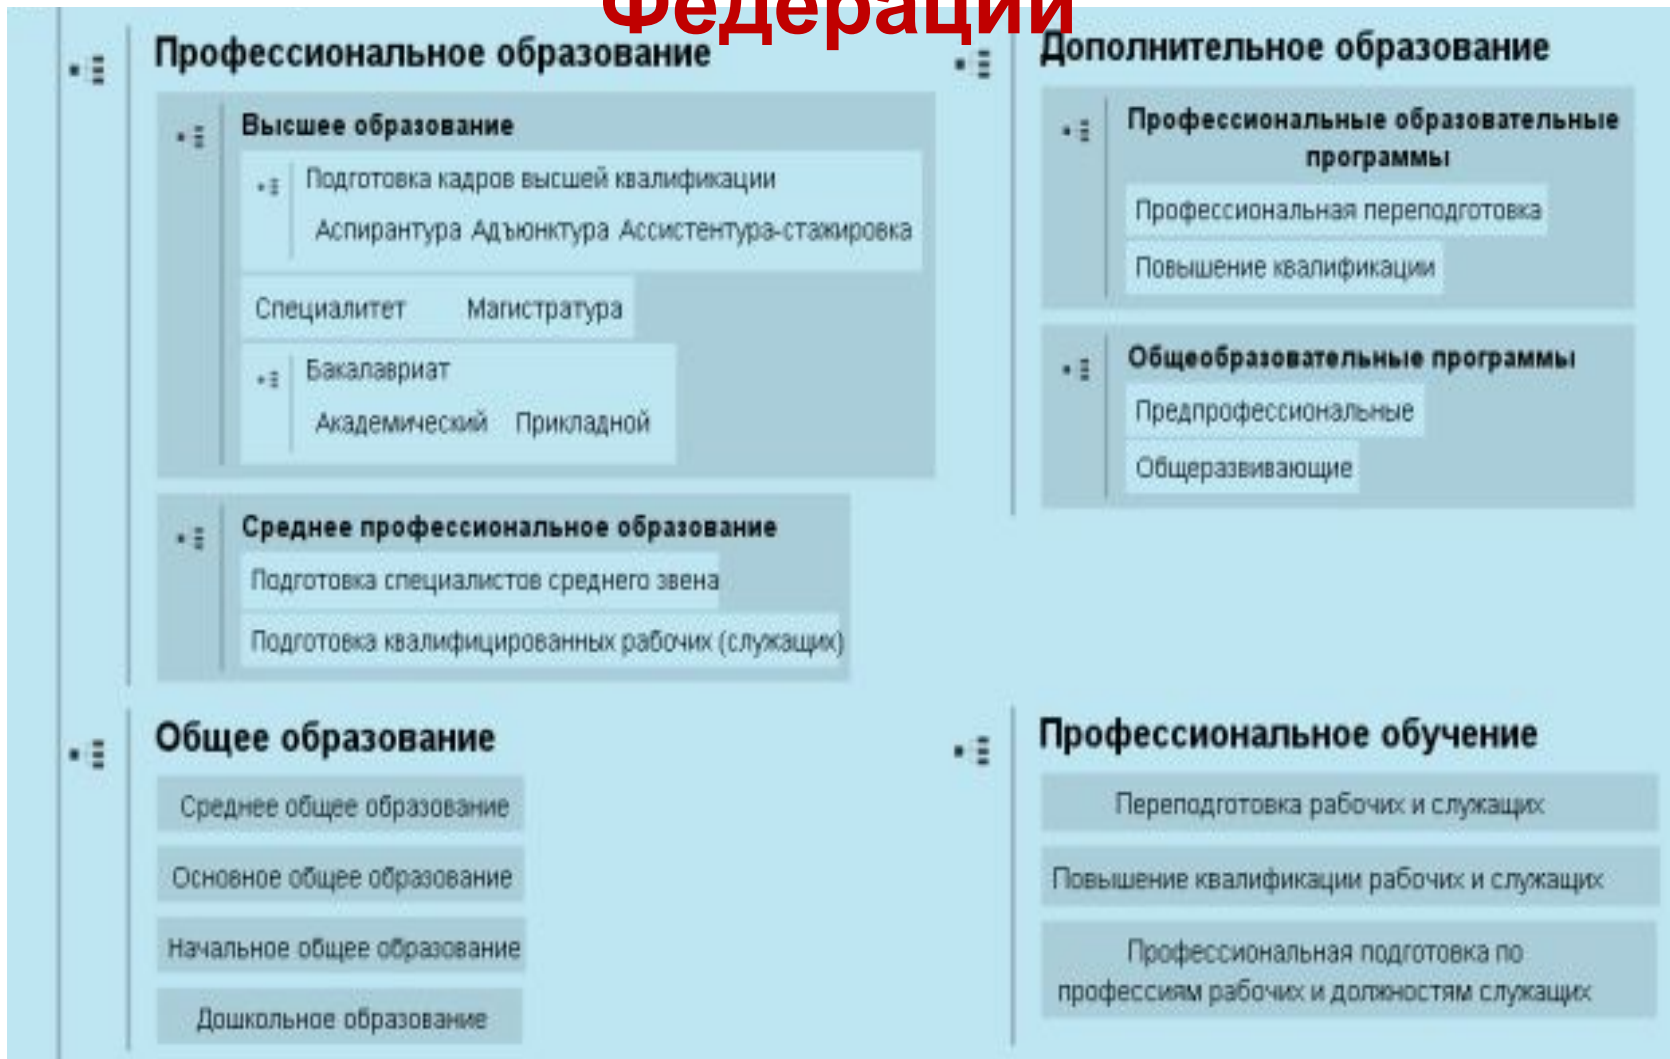 Федерации
Профессиональное образование
Высшее образование
Подготовка кадров высшей квалификации
Аспирантура Адъюнктура Ассистентура-стажировка
Специалитет Магистратура
Бакалавриат
Академический Прикладной
Среднее профессиональное образование
Подготовка специалистов среднего звена
Подготовка квалифицированных рабочих (служащих)
Дополнительное образование
Профессиональные образовательные
программы
Профессиональная переподготовка
Повышение квалификации
Общеобразовательные программы
Предпрофессиональные
Общеразвивающие
Общее образование
Среднее общее образование
Основное общее образование
Начальное общее образование
Дошкольное образование
Профессиональное обучение
Переподготовка рабочих и служащих
Повышение квалификации рабочих и служащих
Профессиональная подготовка по
профессиям рабочих и должностям служащих